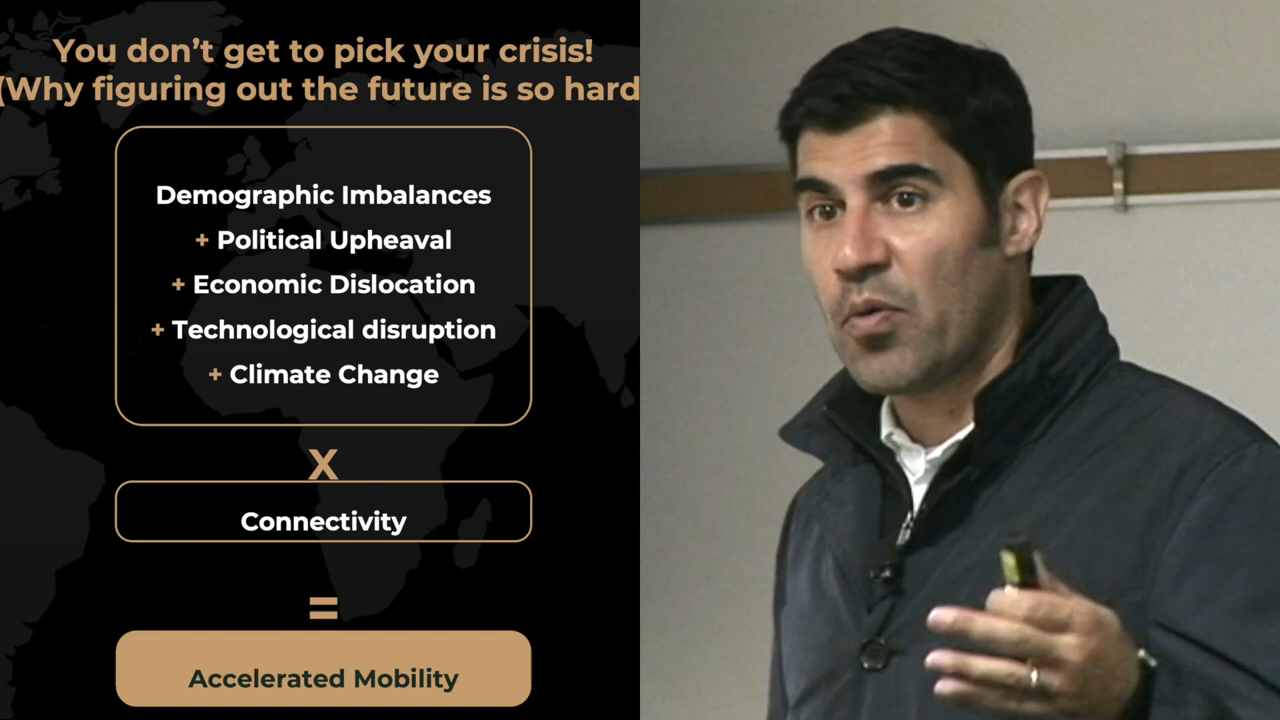 You don’t get to pick your crisis!
(Why figuring out the future is so hard
Demographic Imbalances
+ Political Upheaval
+ Economic Dislocation
+ Technological disruption
+ Climate Change
X
Connectivity
=
Accelerated Mobility